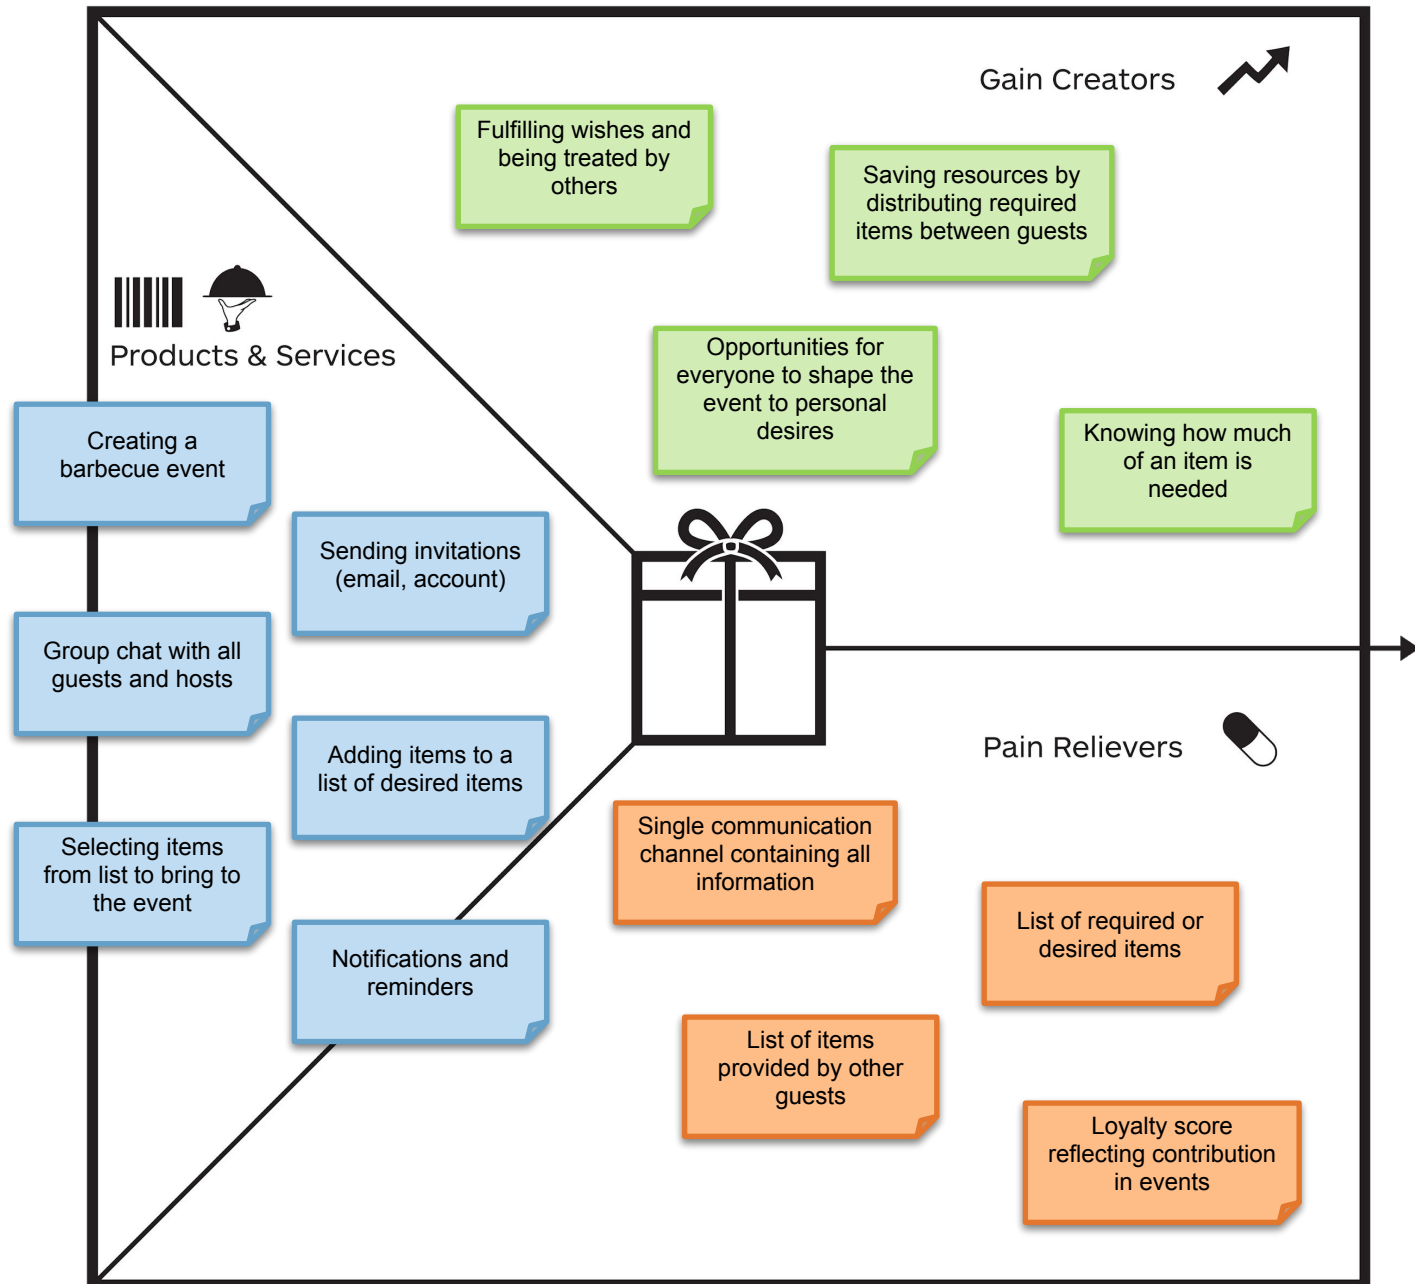 Gain Creators
Fulfilling wishes and
being treated by
others
Saving resources by
distributing required
items between guests
Opportunities for
everyone to shape the
event to personal
desires
Knowing how much
of an item is
needed
Products & Services
Creating a
barbecue event
Sending invitations
(email, account)
Group chat with all
guests and hosts
Adding items to a
list of desired items
Selecting items
from list to bring to
the event
Notifications and
reminders
Pain Relievers
Single communication
channel containing all
information
List of required or
desired items
List of items
provided by other
guests
Loyalty score
reflecting contribution
in events